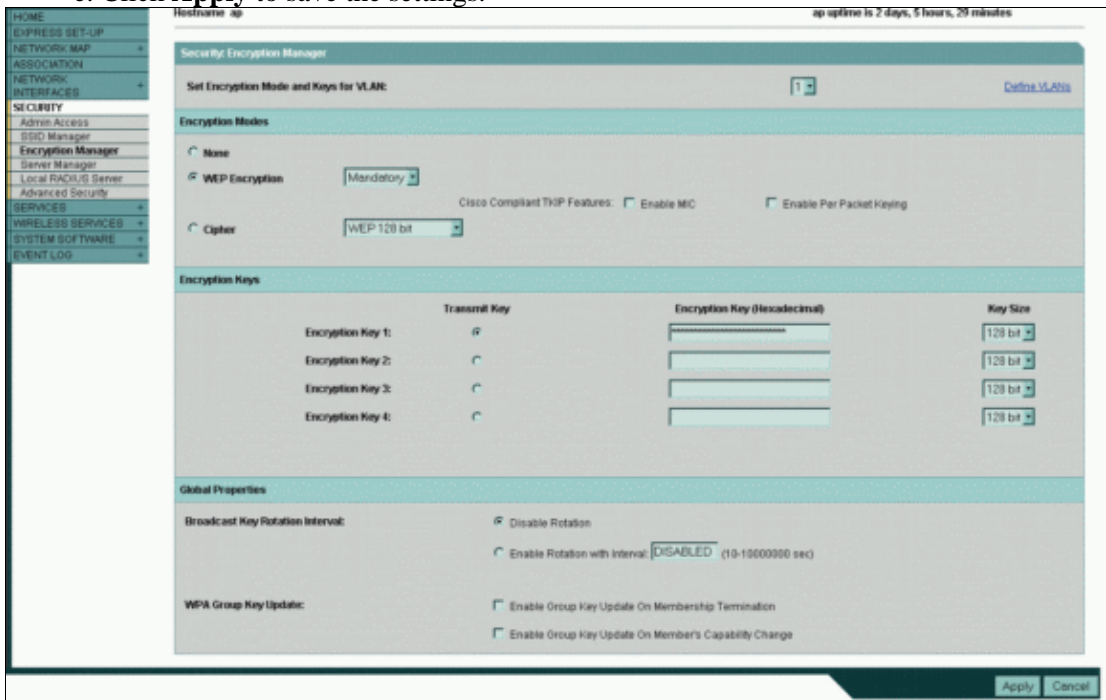 Click Apply to save the settings.
HOME
EXPRESS SET-UP
NETWORK MAP +
ASSOCIATION
NETWORK INTERFACES +
SECURITY
Admin Access
SSID Manager
Encryption Manager
Server Manager
Local RADIUS Server
Advanced Security
SERVICES +
WIRELESS SERVICES +
SYSTEM SOFTWARE +
EVENT LOG +
Hostname ap
ap uptime is 2 days, 5 hours, 29 minutes
Security: Encryption Manager
Set Encryption Mode and Keys for VLAN: 1 Define VLANs
Encryption Modes
None
WEP Encryption Mandatory
Cisco Compliant TKIP Features: Enable MIC Enable Per Packet Keying
Cipher WEP 128 bit
Encryption Keys
Transmit Key Encryption Key (Hexadecimal) Key Size
Encryption Key 1: 128 bit
Encryption Key 2: 128 bit
Encryption Key 3: 128 bit
Encryption Key 4: 128 bit
Global Properties
Broadcast Key Rotation Interval: Disable Rotation
Enable Rotation with Interval: DISABLED (10-10000000 sec)
WPA Group Key Update: Enable Group Key Update On Membership Termination
Enable Group Key Update On Member's Capability Change
Apply Cancel